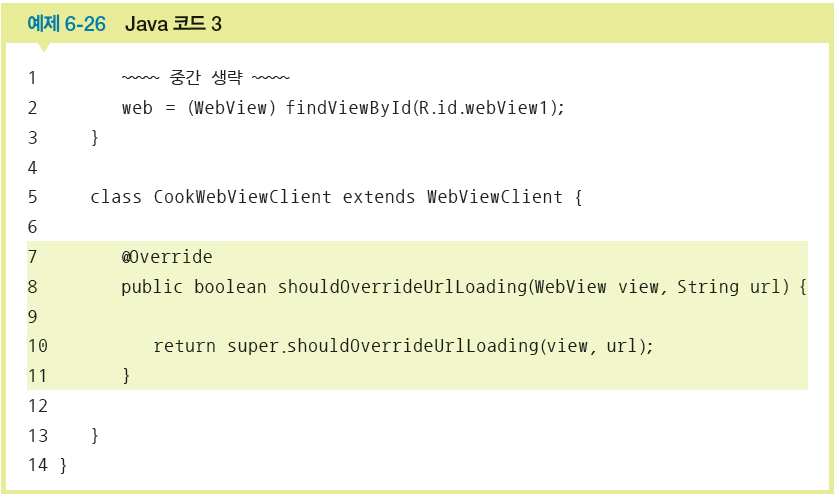 예제 6-26 Java 코드 3
1 ~~~~~ 중간 생략 ~~~~~
2 web = (WebView) findViewById(R.id.webView1);
3 }
4
5 class CookWebViewClient extends WebViewClient {
6
7 @Override
8 public boolean shouldOverrideUrlLoading(WebView view, String url) {
9
10 return super.shouldOverrideUrlLoading(view, url);
11 }
12
13 }
14 }